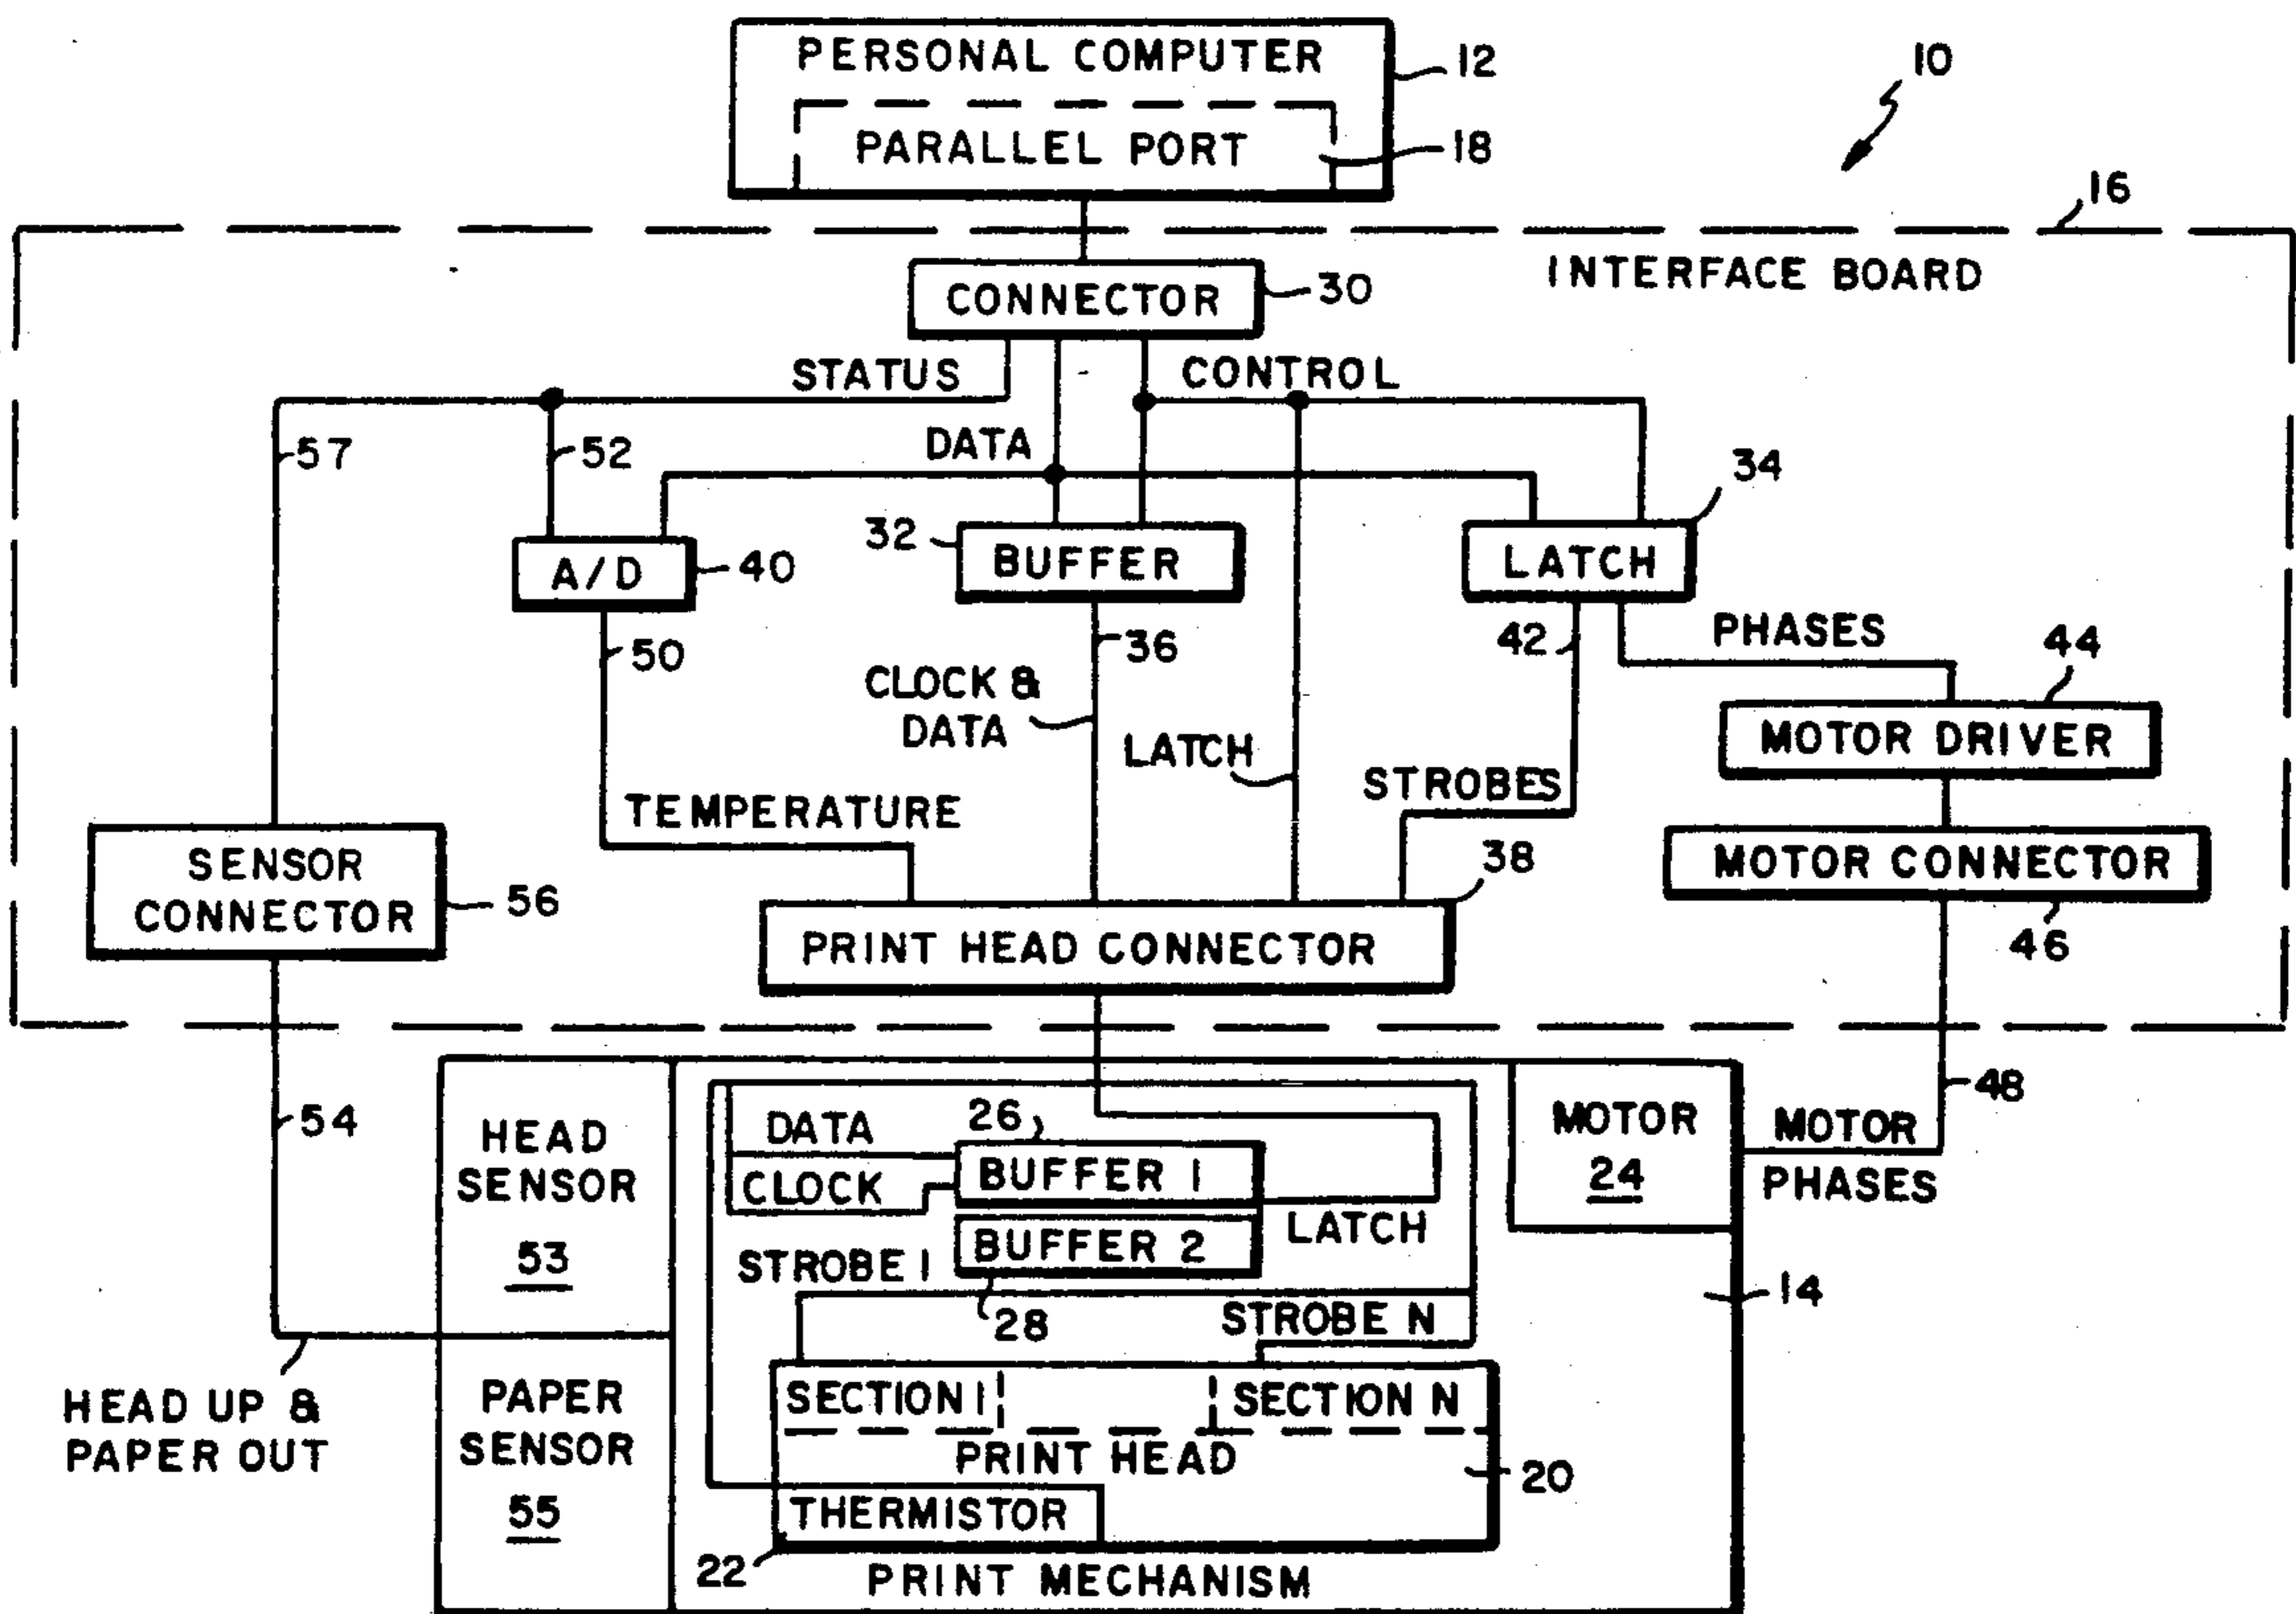 PERSONAL COMPUTER
12
10
PARALLEL PORT
18
16
INTERFACE BOARD
CONNECTOR
30
STATUS
CONTROL
57
52
DATA
34
32
BUFFER
LATCH
A/D
40
50
36
42
PHASES
44
CLOCK &
DATA
LATCH
MOTOR DRIVER
STROBES
TEMPERATURE
SENSOR
CONNECTOR
56
38
MOTOR CONNECTOR
46
PRINT HEAD CONNECTOR
54
48
HEAD
SENSOR
53
DATA
26
BUFFER 1
CLOCK
BUFFER 2
LATCH
MOTOR
24
MOTOR
PHASES
STROBE 1
28
STROBE N
14
HEAD UP &
PAPER OUT
PAPER
SENSOR
55
SECTION 1
SECTION N
PRINT HEAD
20
THERMISTOR
22
PRINT MECHANISM